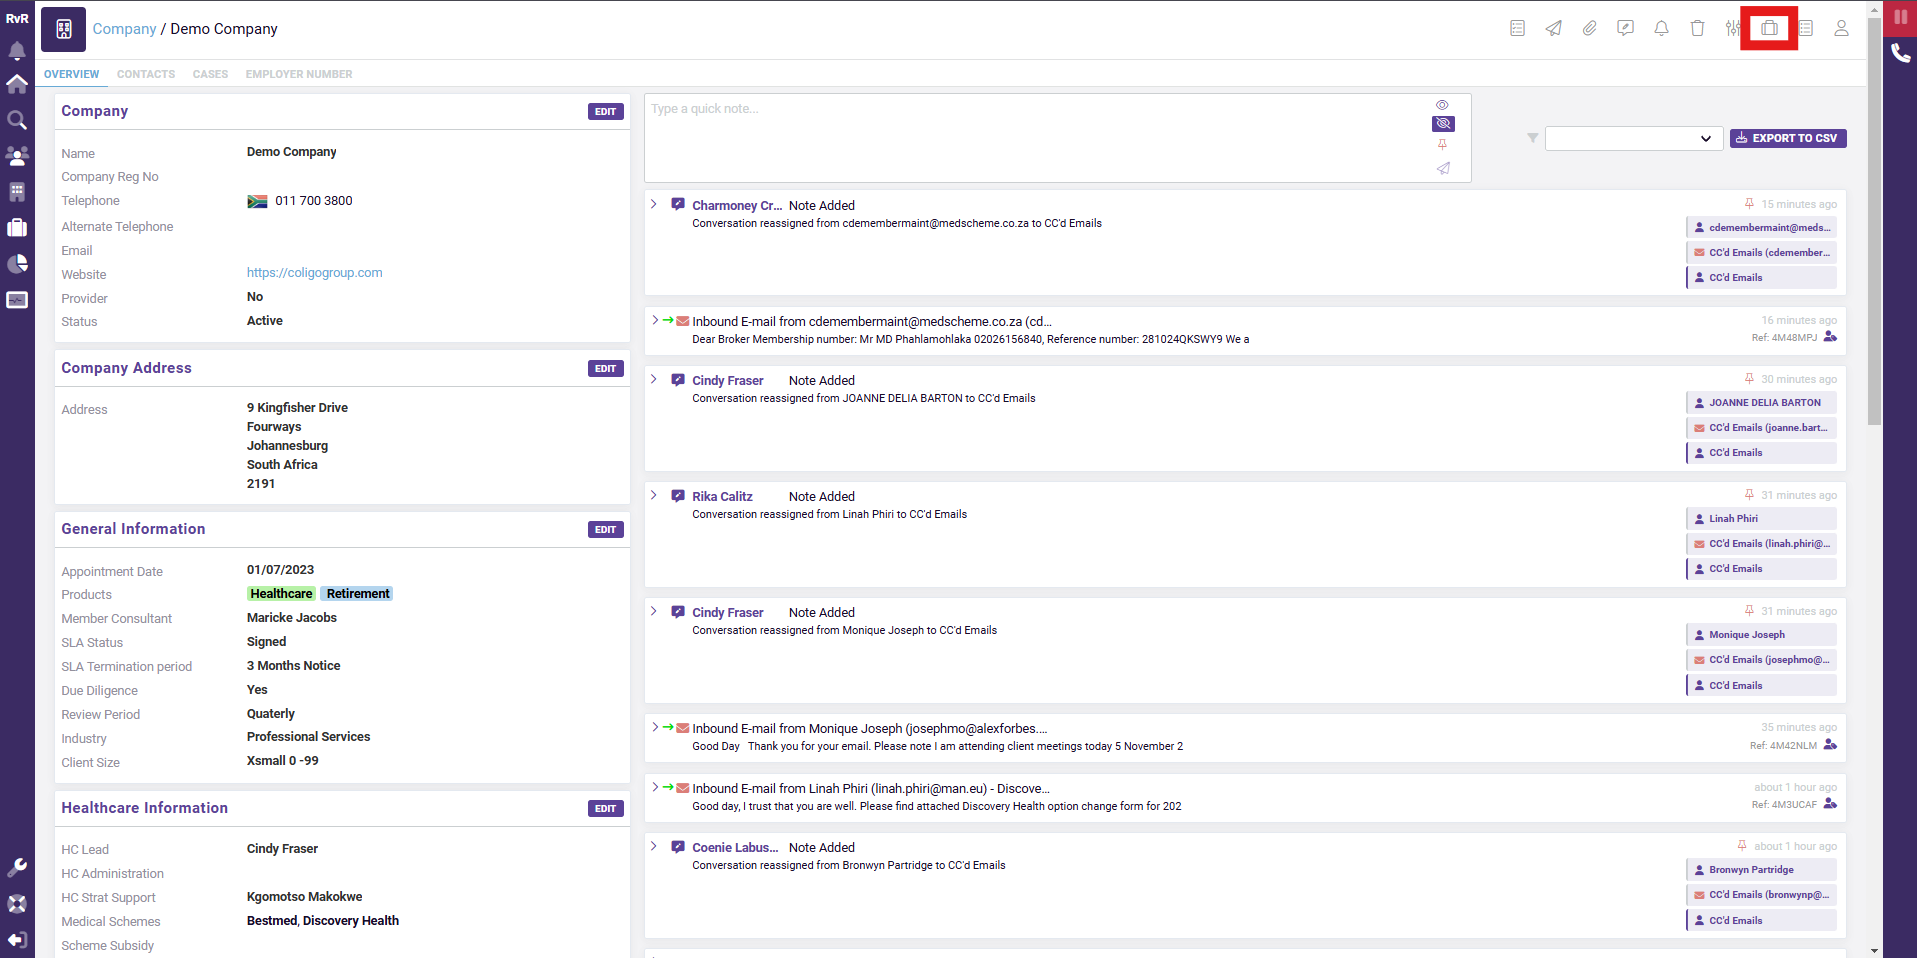 RvR
Company / Demo Company
OVERVIEW CONTACTS CASES EMPLOYER NUMBER
Company EDIT
Name Demo Company
Company Reg No
Telephone 011 700 3800
Alternate Telephone
Email
Website https://coligogroup.com
Provider No
Status Active
Company Address EDIT
Address 9 Kingfisher Drive
Fourways
Johannesburg
South Africa
2191
General Information EDIT
Appointment Date 01/07/2023
Products Healthcare Retirement
Member Consultant Maricke Jacobs
SLA Status Signed
SLA Termination period 3 Months Notice
Due Diligence Yes
Review Period Quaterly
Industry Professional Services
Client Size Xsmall 0 -99
Healthcare Information EDIT
HC Lead Cindy Fraser
HC Administration
HC Strat Support Kgomotso Makokwe
Medical Schemes Bestmed, Discovery Health
Scheme Subsidy
Type a quick note...
EXPORT TO CSV
Charmoney Cr... Note Added 15 minutes ago
Conversation reassigned from cdemembermaint@medscheme.co.za to CC'd Emails
cdemembermaint@meds...
CC'd Emails (cdemember...
CC'd Emails
Inbound E-mail from cdemembermaint@medscheme.co.za (cd... 16 minutes ago
Dear Broker Membership number: Mr MD Phahlamohlaka 02026156840, Reference number: 281024QKSWY9 We a Ref: 4M48MPJ
Cindy Fraser Note Added 30 minutes ago
Conversation reassigned from JOANNE DELIA BARTON to CC'd Emails
JOANNE DELIA BARTON
CC'd Emails (joanne.bart...
CC'd Emails
Rika Calitz Note Added 31 minutes ago
Conversation reassigned from Linah Phiri to CC'd Emails
Linah Phiri
CC'd Emails (linah.phiri@...
CC'd Emails
Cindy Fraser Note Added 31 minutes ago
Conversation reassigned from Monique Joseph to CC'd Emails
Monique Joseph
CC'd Emails (josephmo@...
CC'd Emails
Inbound E-mail from Monique Joseph (josephmo@alexforbes.... 35 minutes ago
Good Day Thank you for your email. Please note I am attending client meetings today 5 November 2 Ref: 4M42NLM
Inbound E-mail from Linah Phiri (linah.phiri@man.eu) - Discove... about 1 hour ago
Good day, I trust that you are well. Please find attached Discovery Health option change form for 202 Ref: 4M3UCAF
Coenie Labus... Note Added about 1 hour ago
Conversation reassigned from Bronwyn Partridge to CC'd Emails
Bronwyn Partridge
CC'd Emails (bronwynp@...
CC'd Emails